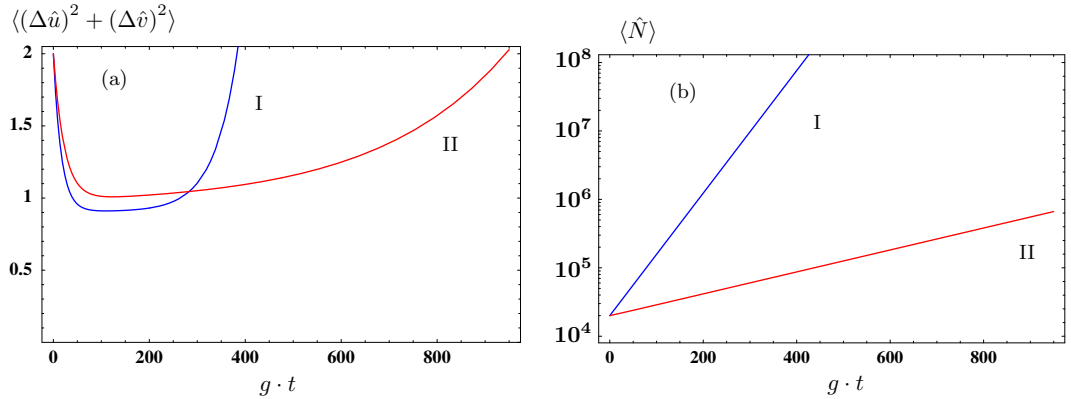 ⟨(Δû)² + (Δv̂)²⟩
2
1.5
1
0.5
0 200 400 600 800
g · t
(a)
I
II
⟨N̂⟩
10⁸
10⁷
10⁶
10⁵
10⁴
0 200 400 600 800
g · t
(b)
I
II